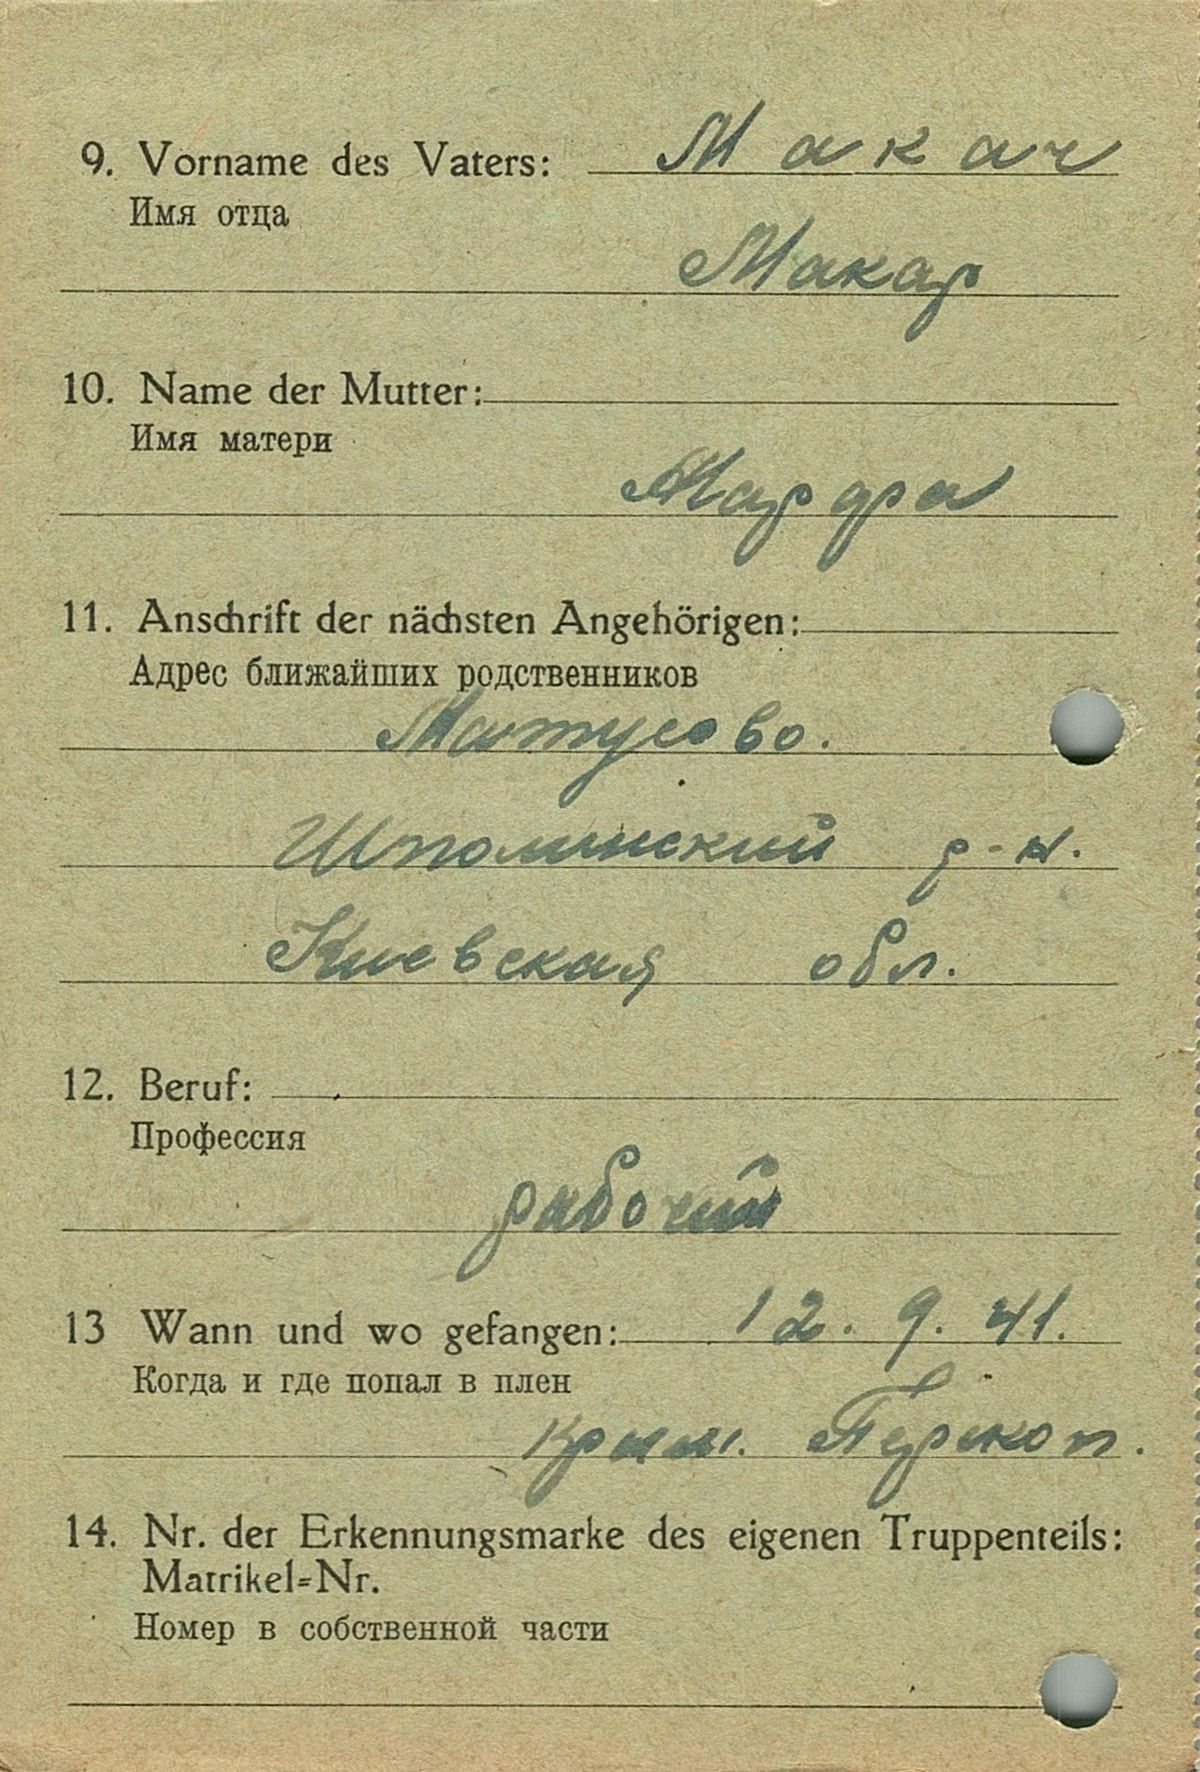 9. Vorname des Vaters: Макар
Имя отца
Макар
10. Name der Mutter:
Имя матери
Марфа
11. Anschrift der nächsten Angehörigen:
Адрес ближайших родственников
Матусово.
Шполянский р-н.
Киевская обл.
12. Beruf:
Профессия
рабочий
13 Wann und wo gefangen: 12. 9. 41.
Когда и где попал в плен
Крым. Перекоп.
14. Nr. der Erkennungsmarke des eigenen Truppenteils:
Matrikel=Nr.
Номер в собственной части